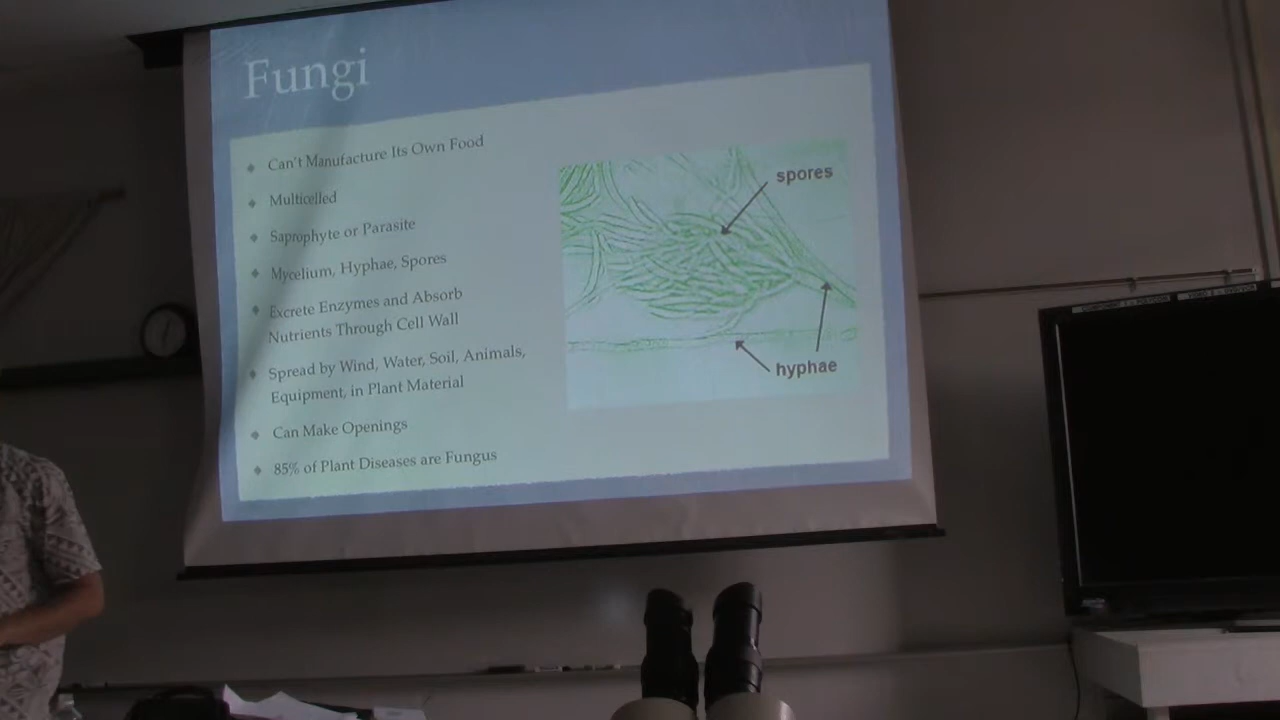 Fungi
Can't Manufacture Its Own Food
Multicelled
Saprophyte or Parasite
Mycelium, Hyphae, Spores
Excrete Enzymes and Absorb
Nutrients Through Cell Wall
Spread by Wind, Water, Soil, Animals,
Equipment, in Plant Material
Can Make Openings
85% of Plant Diseases are Fungus
spores
hyphae